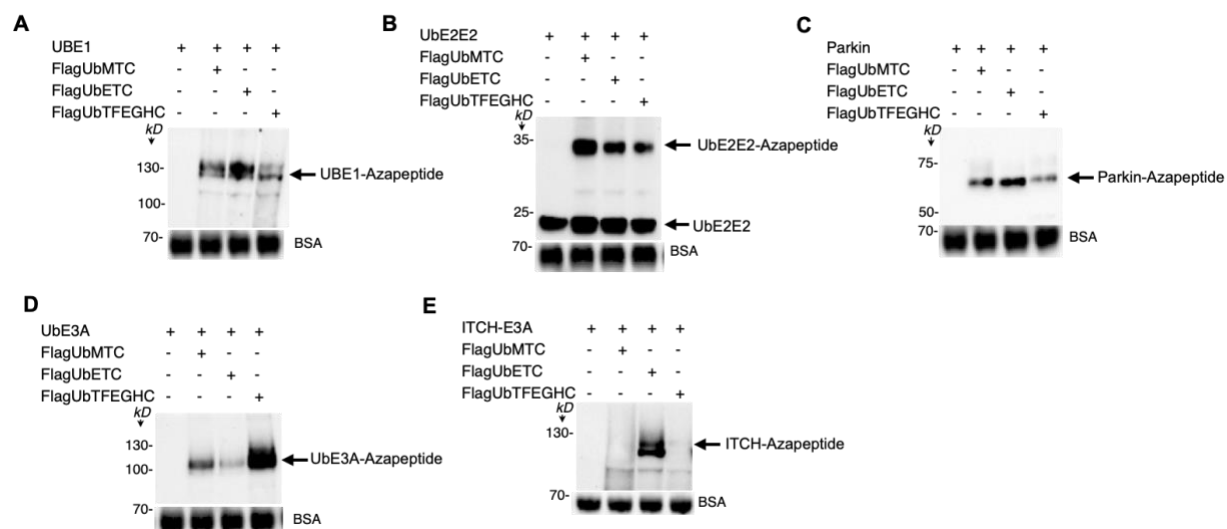 A
UBE1 + + + +
FlagUbMTC - + - -
FlagUbETC - - + -
FlagUbTFEGHC - - - +
kD
130-
100-
70-
UBE1-Azapeptide
BSA
B
UbE2E2 + + + +
FlagUbMTC - + - -
FlagUbETC - - + -
FlagUbTFEGHC - - - +
kD
35-
25-
70-
UbE2E2-Azapeptide
UbE2E2
BSA
C
Parkin + + + +
FlagUbMTC - + - -
FlagUbETC - - + -
FlagUbTFEGHC - - - +
kD
75-
50-
70-
Parkin-Azapeptide
BSA
D
UbE3A + + + +
FlagUbMTC - + - -
FlagUbETC - - + -
FlagUbTFEGHC - - - +
kD
130-
100-
70-
UbE3A-Azapeptide
BSA
E
ITCH-E3A + + + +
FlagUbMTC - + - -
FlagUbETC - - + -
FlagUbTFEGHC - - - +
kD
130-
70-
ITCH-Azapeptide
BSA